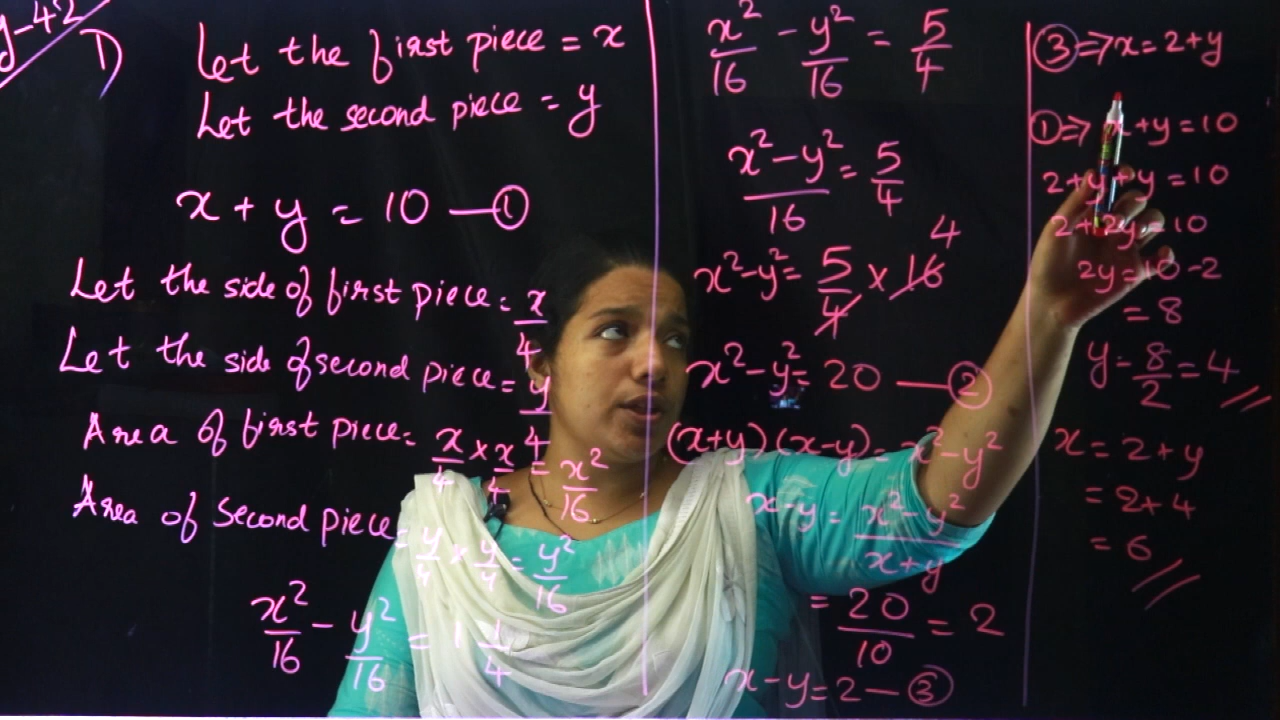 g-42
1) Let the first piece = x
Let the second piece = y
x + y = 10 — ①
Let the side of first piece = x/4
Let the side of second piece = y/4
Area of first piece = x/4 × x/4 = x²/16
Area of Second piece = y/4 × y/4 = y²/16
x²/16 - y²/16 = 1 1/4
x²/16 - y²/16 = 5/4
x²-y²/16 = 5/4
x²-y² = 5/4 × 16 4
x²-y² = 20 — ②
(x+y)(x-y) = x²-y²
x-y = x²-y²/x+y
= 20/10 = 2
x-y = 2 — ③
③ => x = 2+y
① => x+y = 10
2+y+y = 10
2+2y = 10
2y = 10-2
= 8
y = 8/2 = 4 //
x = 2+y
= 2+4
= 6 //